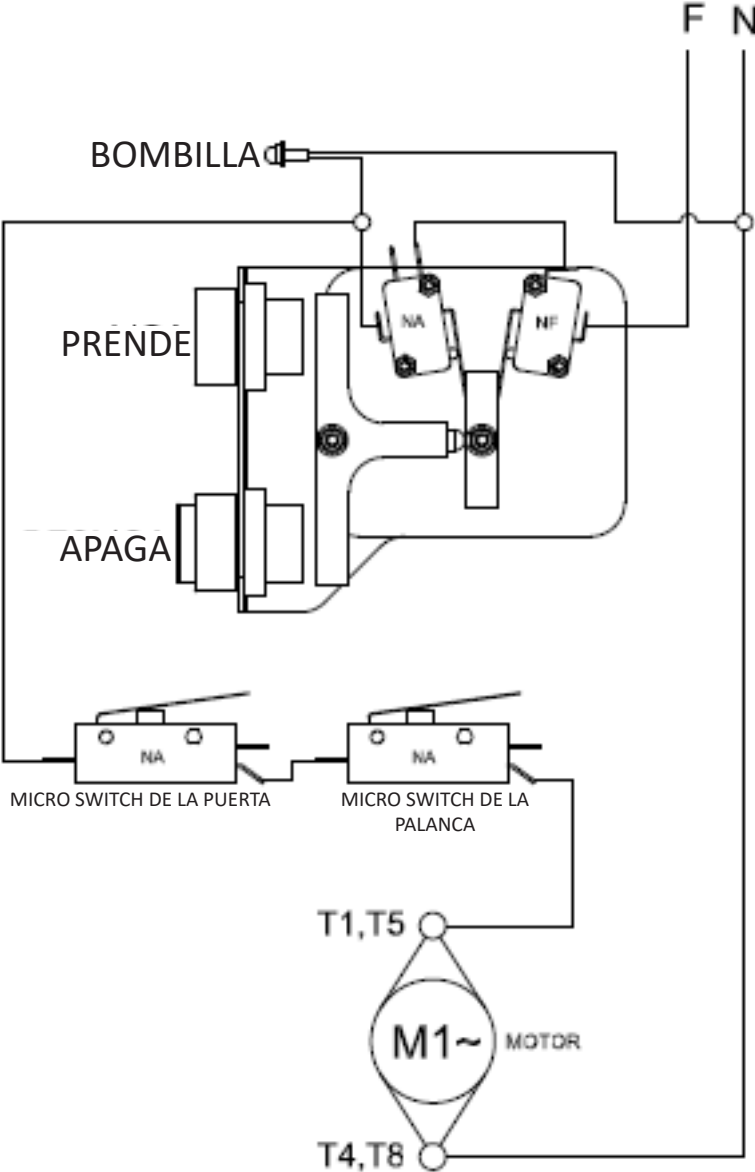 F N
BOMBILLA
NA
NF
PRENDE
APAGA
NA
NA
MICRO SWITCH DE LA PUERTA
MICRO SWITCH DE LA
PALANCA
T1,T5
M1~
MOTOR
T4,T8